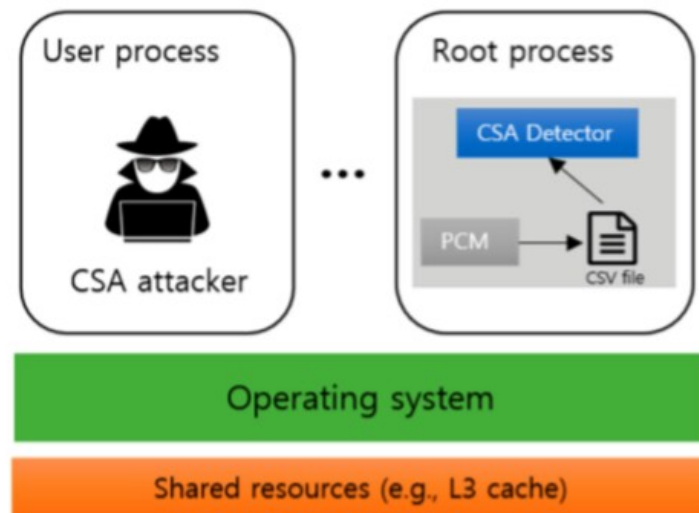 User process
CSA attacker
...
Root process
CSA Detector
PCM
CSV file
Operating system
Shared resources (e.g., L3 cache)